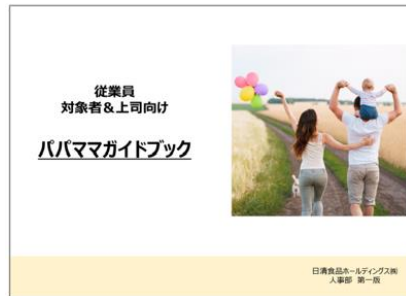 従業員
対象者＆上司向け
パパママガイドブック
日清食品ホールディングス㈱
人事部 第一版